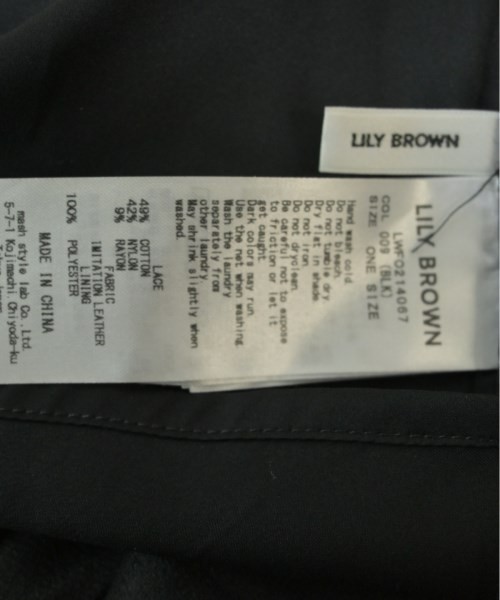 LILY BROWN
LILY BROWN
LWFO214067
COL 009 (BLK)
SIZE ONE SIZE
Hand wash cold.
Do not bleach.
Do not tumble dry
Dry flat in shade.
Do not iron.
Do not dryclean.
Be careful not to expose
to friction or let it
get caught.
Dark colors may run.
Use the net when washing.
Wash the laundry
separately from
other laundry.
May shrink slightly when
washed.
LACE
49% COTTON
42% NYLON
9% RAYON
FABRIC
IMITATION LEATHER
LINING
100% POLYESTER
MADE IN CHINA
mash style lab Co., Ltd.
5-7-1 Kojimachi Chiyoda-ku